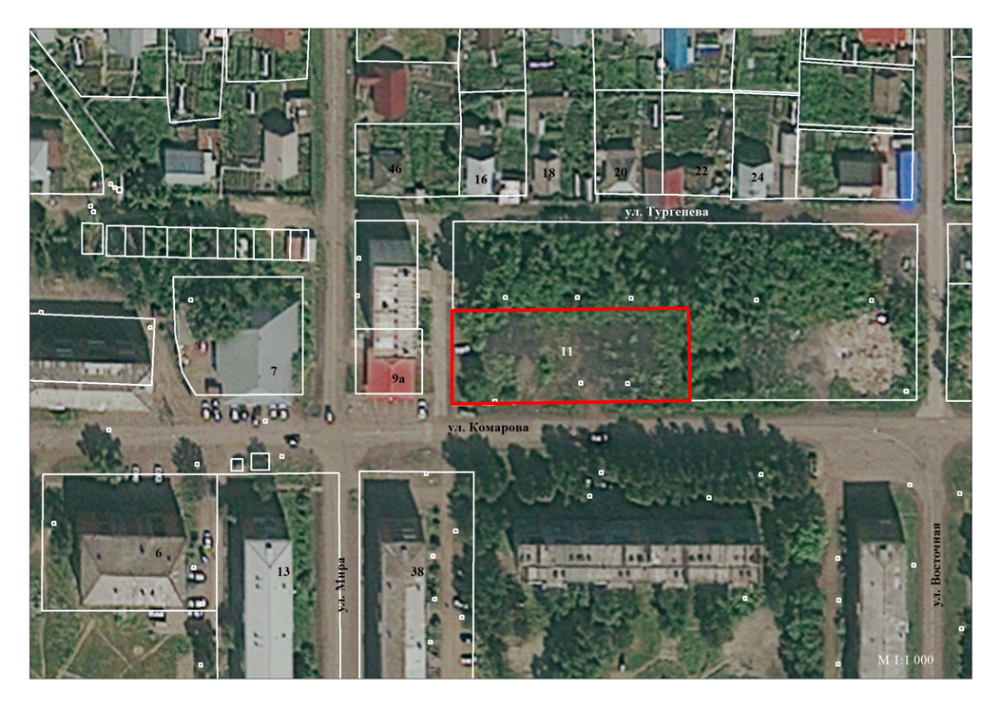 46
16
18
20
22
24
ул. Тургенева
11
7
9а
ул. Комарова
6
13
38
ул. Мира
ул. Восточная
М 1:1 000